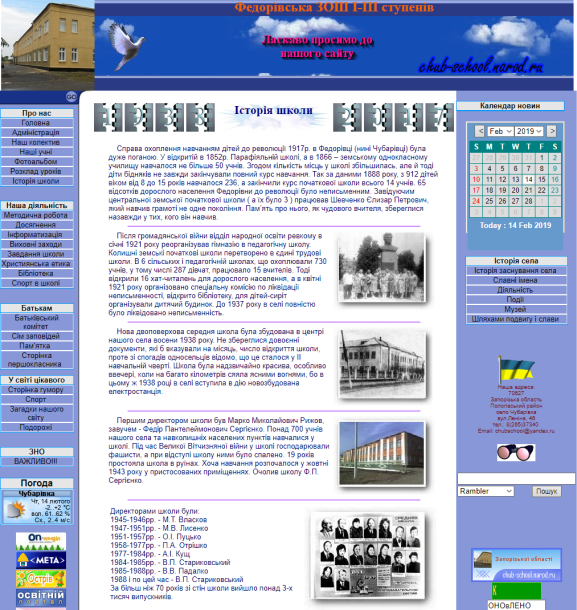 Федорівська ЗОШ І-ІІІ ступенів
Ласкаво просимо до
нашого сайту
chub-school.narod.ru
GO
Про нас
Головна
Адміністрація
Наш колектив
Наші учні
Фотоальбом
Розклад уроків
Історія школи
Наша діяльність
Методична робота
Досягнення
Інформатизація
Виховні заходи
Завдання школи
Християнська етика
Бібліотека
Спорт в школі
Батькам
Батьківський
комітет
Сім заповідей
Пам'ятка
Сторінка
першокласника
У світі цікавого
Сторінка гумору
Спорт
Загадки нашого
світу
Подорожі
ЗНО
ВАЖЛИВО!!!
Погода
Чубарівка
Чт, 14 лютого
-2..+2 °C
вол. 61..62 %
Сх., 2..4 м/с
<МЕТА>
Острів
ОСВІТНІЙ
портал
1938
Історія школи
2017
Справа охоплення навчанням дітей до революції 1917р. в Федорівці (нині Чубарівці) була
дуже поганою. У відкритій в 1852р. Парафіяльній школі, а в 1866 – земському однокласному
училищу навчалося не більше 50 учнів. Згодом кількість місць у школі збільшилась, але й тоді
діти бідняків не завжди закінчували повний курс навчання. Так за даними 1888 року, з 912 дітей
віком від 8 до 15 років навчалося 236, а закінчили курс початкової школи всього 14 учнів. 65
відсотків дорослого населення Федорівки до революції було неписьменним. Завідуючим
центральної земської початкової школи ( а їх було 3 ) працював Шевченко Єлизар Петрович,
який навчив грамоті не одне покоління. Пам'ять про нього, як чудового вчителя, збереглися
назавжди у тих, кого він навчив.
Після громадянської війни відділ народної освіти ревкому в
січні 1921 року реорганізував гімназію в педагогічну школу.
Колишні земські початкові школи перетворено в єдині трудові
школи. В 6 сільських і педагогічній школах, що охоплювали 730
учнів, у тому числі 287 дівчат, працювало 15 вчителів. Тоді
відкрили 16 хат-читалень для дорослого населення, а в квітні
1921 року організовано спеціальну комісію по ліквідації
неписьменності, відкрито бібліотеку, для дітей-сиріт
організували дитячий будинок. До 1937 року в селі повністю
було ліквідовано неписьменність.
Нова двоповерхова середня школа була збудована в центрі
нашого села восени 1938 року. Не збереглися довоєнні
документи, які б вказували на місяць, число відкриття школи,
проте зі спогадів односельців відомо, що це сталося у ІІ
навчальній чверті. Школа була надзвичайно красива, особливо
ввечері, коли на багато кілометрів сяяла ясними вогнями, бо в
цьому ж 1938 році в селі вступила в дію новозбудована
електростанція.
Першим директором школи був Марко Миколайович Рижов,
завучем - Федір Пантелеймонович Сергієнко. Понад 700 учнів
нашого села та навколишніх населених пунктів навчалися у
школі. Під час Великої Вітчизняної війни у школі господарювали
фашисти, а при відступі школу ними було спалено. 19 років
простояла школа в руїнах. Хоча навчання розпочалося у жовтні
1943 року у пристосованих приміщеннях. Очолив школу Ф.П.
Сергієнко.
Директорами школи були:
1945-1946рр. - М.Т. Власков
1947-1951рр. - М.В. Лисенко
1951-1957рр. - О.І. Пуцько
1958-1977рр. - П.А. Отрішко
1977-1984рр. - А.І. Кущ
1984-1985рр. - В.П. Стариковський
1985-1988рр. - В.В. Падалко
1988 і по цей час - В.П. Стариковський
За більш ніж 70 років зі стін школи вийшло понад 3-х
тисяч випускників.
Календар новин
< Feb 2019 >
S M T W T F S
27 28 29 30 31 1 2
3 4 5 6 7 8 9
10 11 12 13 14 15 16
17 18 19 20 21 22 23
24 25 26 27 28 1 2
Today : 14 Feb 2019
Історія села
Історія заснування села
Славні імена
Діяльність
Події
Музей
Шляхами подвигу і слави
Наша адреса:
70527
Запорізька область
Пологівський район
село Чубарівка
вул.Леніна, 46
тел.: 8(265)37340
Email: chubschool@yandex.ru
Rambler
Пошук
Запорізької області
chub-school.narod.ru
К
ОНОвЛЕНО